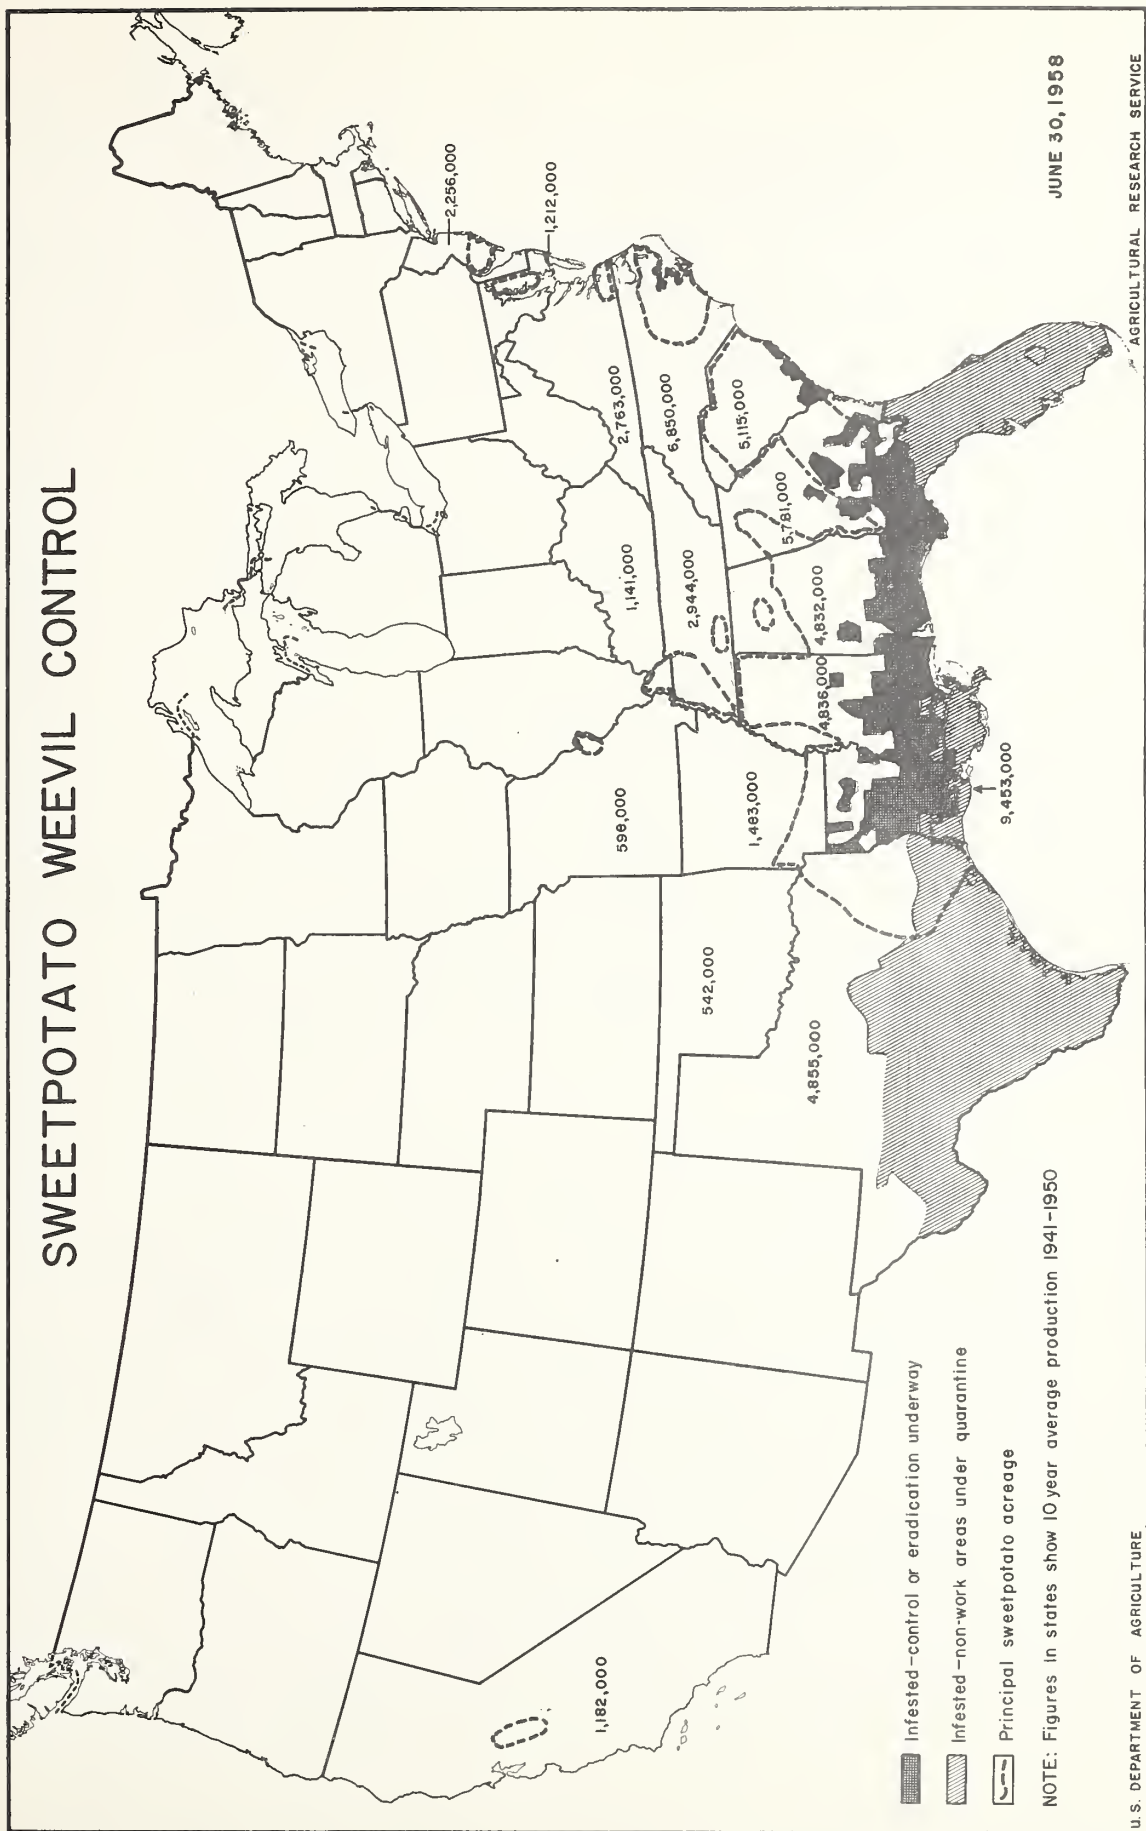 SWEETPOTATO WEEVIL CONTROL
2,256,000
1,212,000
2,763,000
6,850,000
5,115,000
1,141,000
2,944,000
5,781,000
4,832,000
4,836,000
598,000
1,483,000
9,453,000
542,000
4,855,000
1,182,000
Infested-control or eradication underway
Infested-non-work areas under quarantine
Principal sweetpotato acreage
NOTE: Figures in states show 10 year average production 1941-1950
JUNE 30, 1958
U.S. DEPARTMENT OF AGRICULTURE
AGRICULTURAL RESEARCH SERVICE